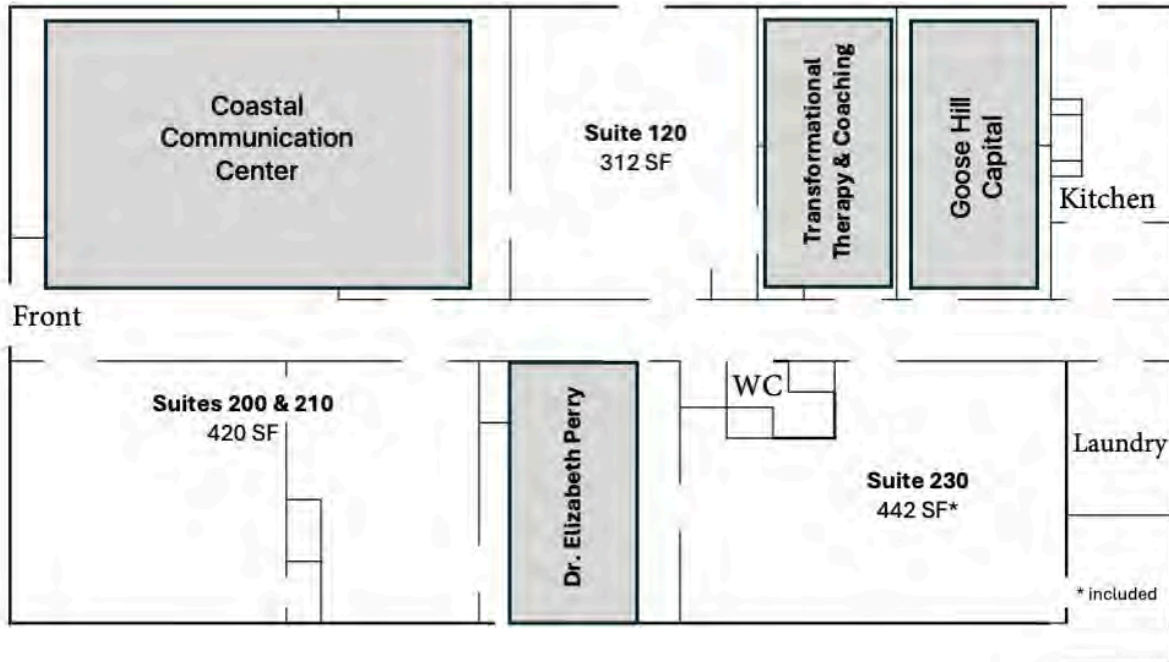 Coastal
Communication
Center
Suite 120
312 SF
Transformational
Therapy & Coaching
Goose Hill
Capital
Kitchen
Front
Suites 200 & 210
420 SF
Dr. Elizabeth Perry
WC
Suite 230
442 SF*
Laundry
* included